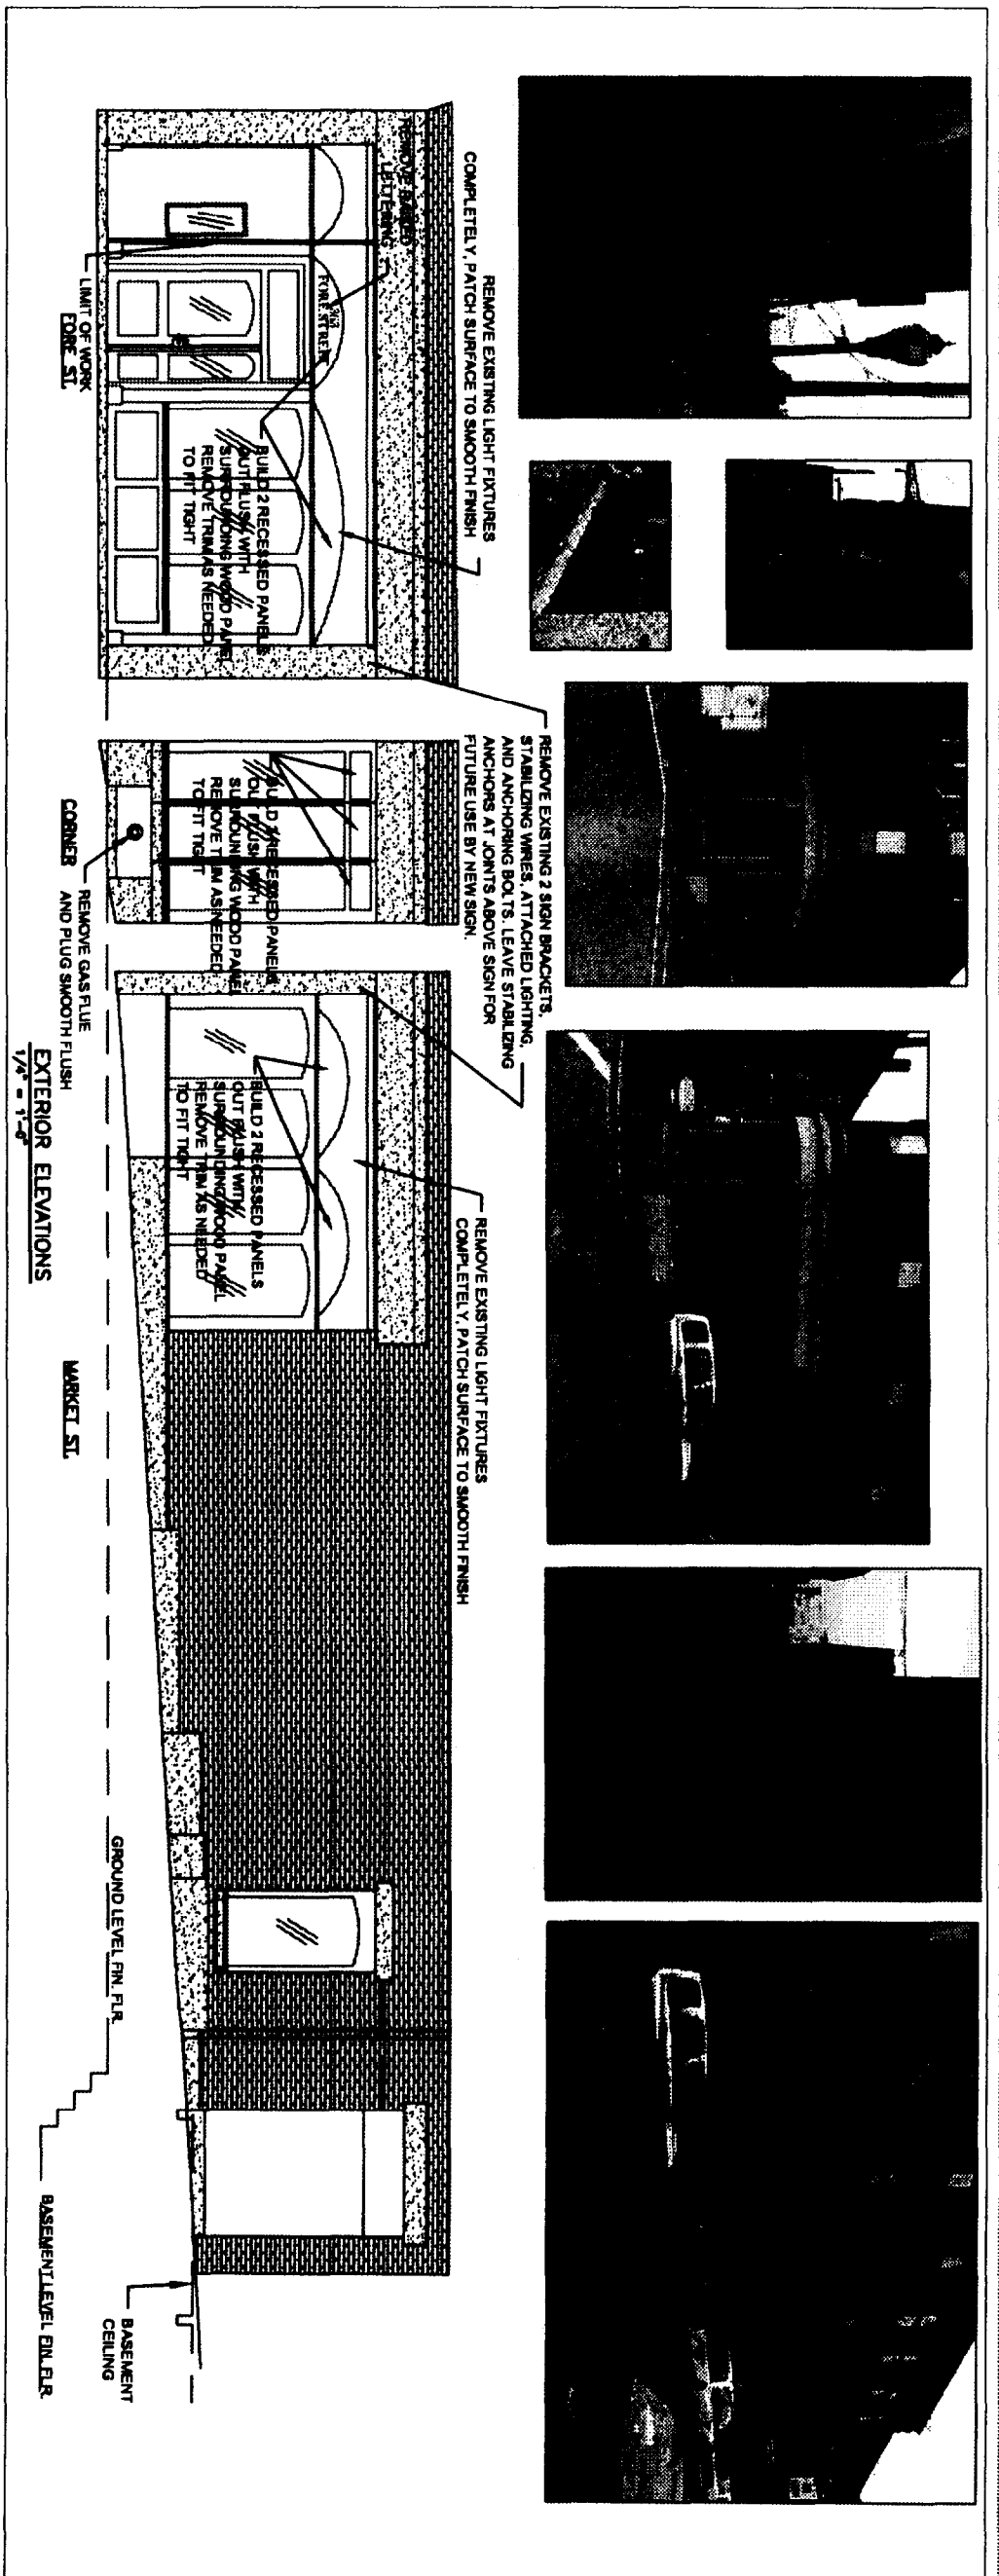 REMOVE EXISTING LIGHT FIXTURES
COMPLETELY, PATCH SURFACE TO SMOOTH FINISH
REMOVE RAISED
LETTERING
FORE STREET
BUILD 2 RECESSED PANELS
OUT FLUSH WITH
SURROUNDING WOOD PANEL
REMOVE TRIM AS NEEDED
TO FIT TIGHT
LIMIT OF WORK
FORE ST.
REMOVE EXISTING 2 SIGN BRACKETS,
STABILIZING WIRES, ATTACHED LIGHTING,
AND ANCHORING BOLTS. LEAVE STABILIZING
ANCHORS AT JOINTS ABOVE SIGN FOR
FUTURE USE BY NEW SIGN.
BUILD RECESSED PANELS
OUT FLUSH WITH
SURROUNDING WOOD PANEL
REMOVE TRIM AS NEEDED
TO FIT TIGHT
CORNER
REMOVE GAS FLUE
AND PLUG SMOOTH FLUSH
REMOVE EXISTING LIGHT FIXTURES
COMPLETELY, PATCH SURFACE TO SMOOTH FINISH
BUILD 2 RECESSED PANELS
OUT FLUSH WITH
SURROUNDING WOOD PANEL
REMOVE TRIM AS NEEDED
TO FIT TIGHT
MARKET ST.
EXTERIOR ELEVATIONS
1/4" = 1'-0"
GROUND LEVEL FIN. FLR.
BASEMENT LEVEL FIN. FLR.
BASEMENT
CEILING